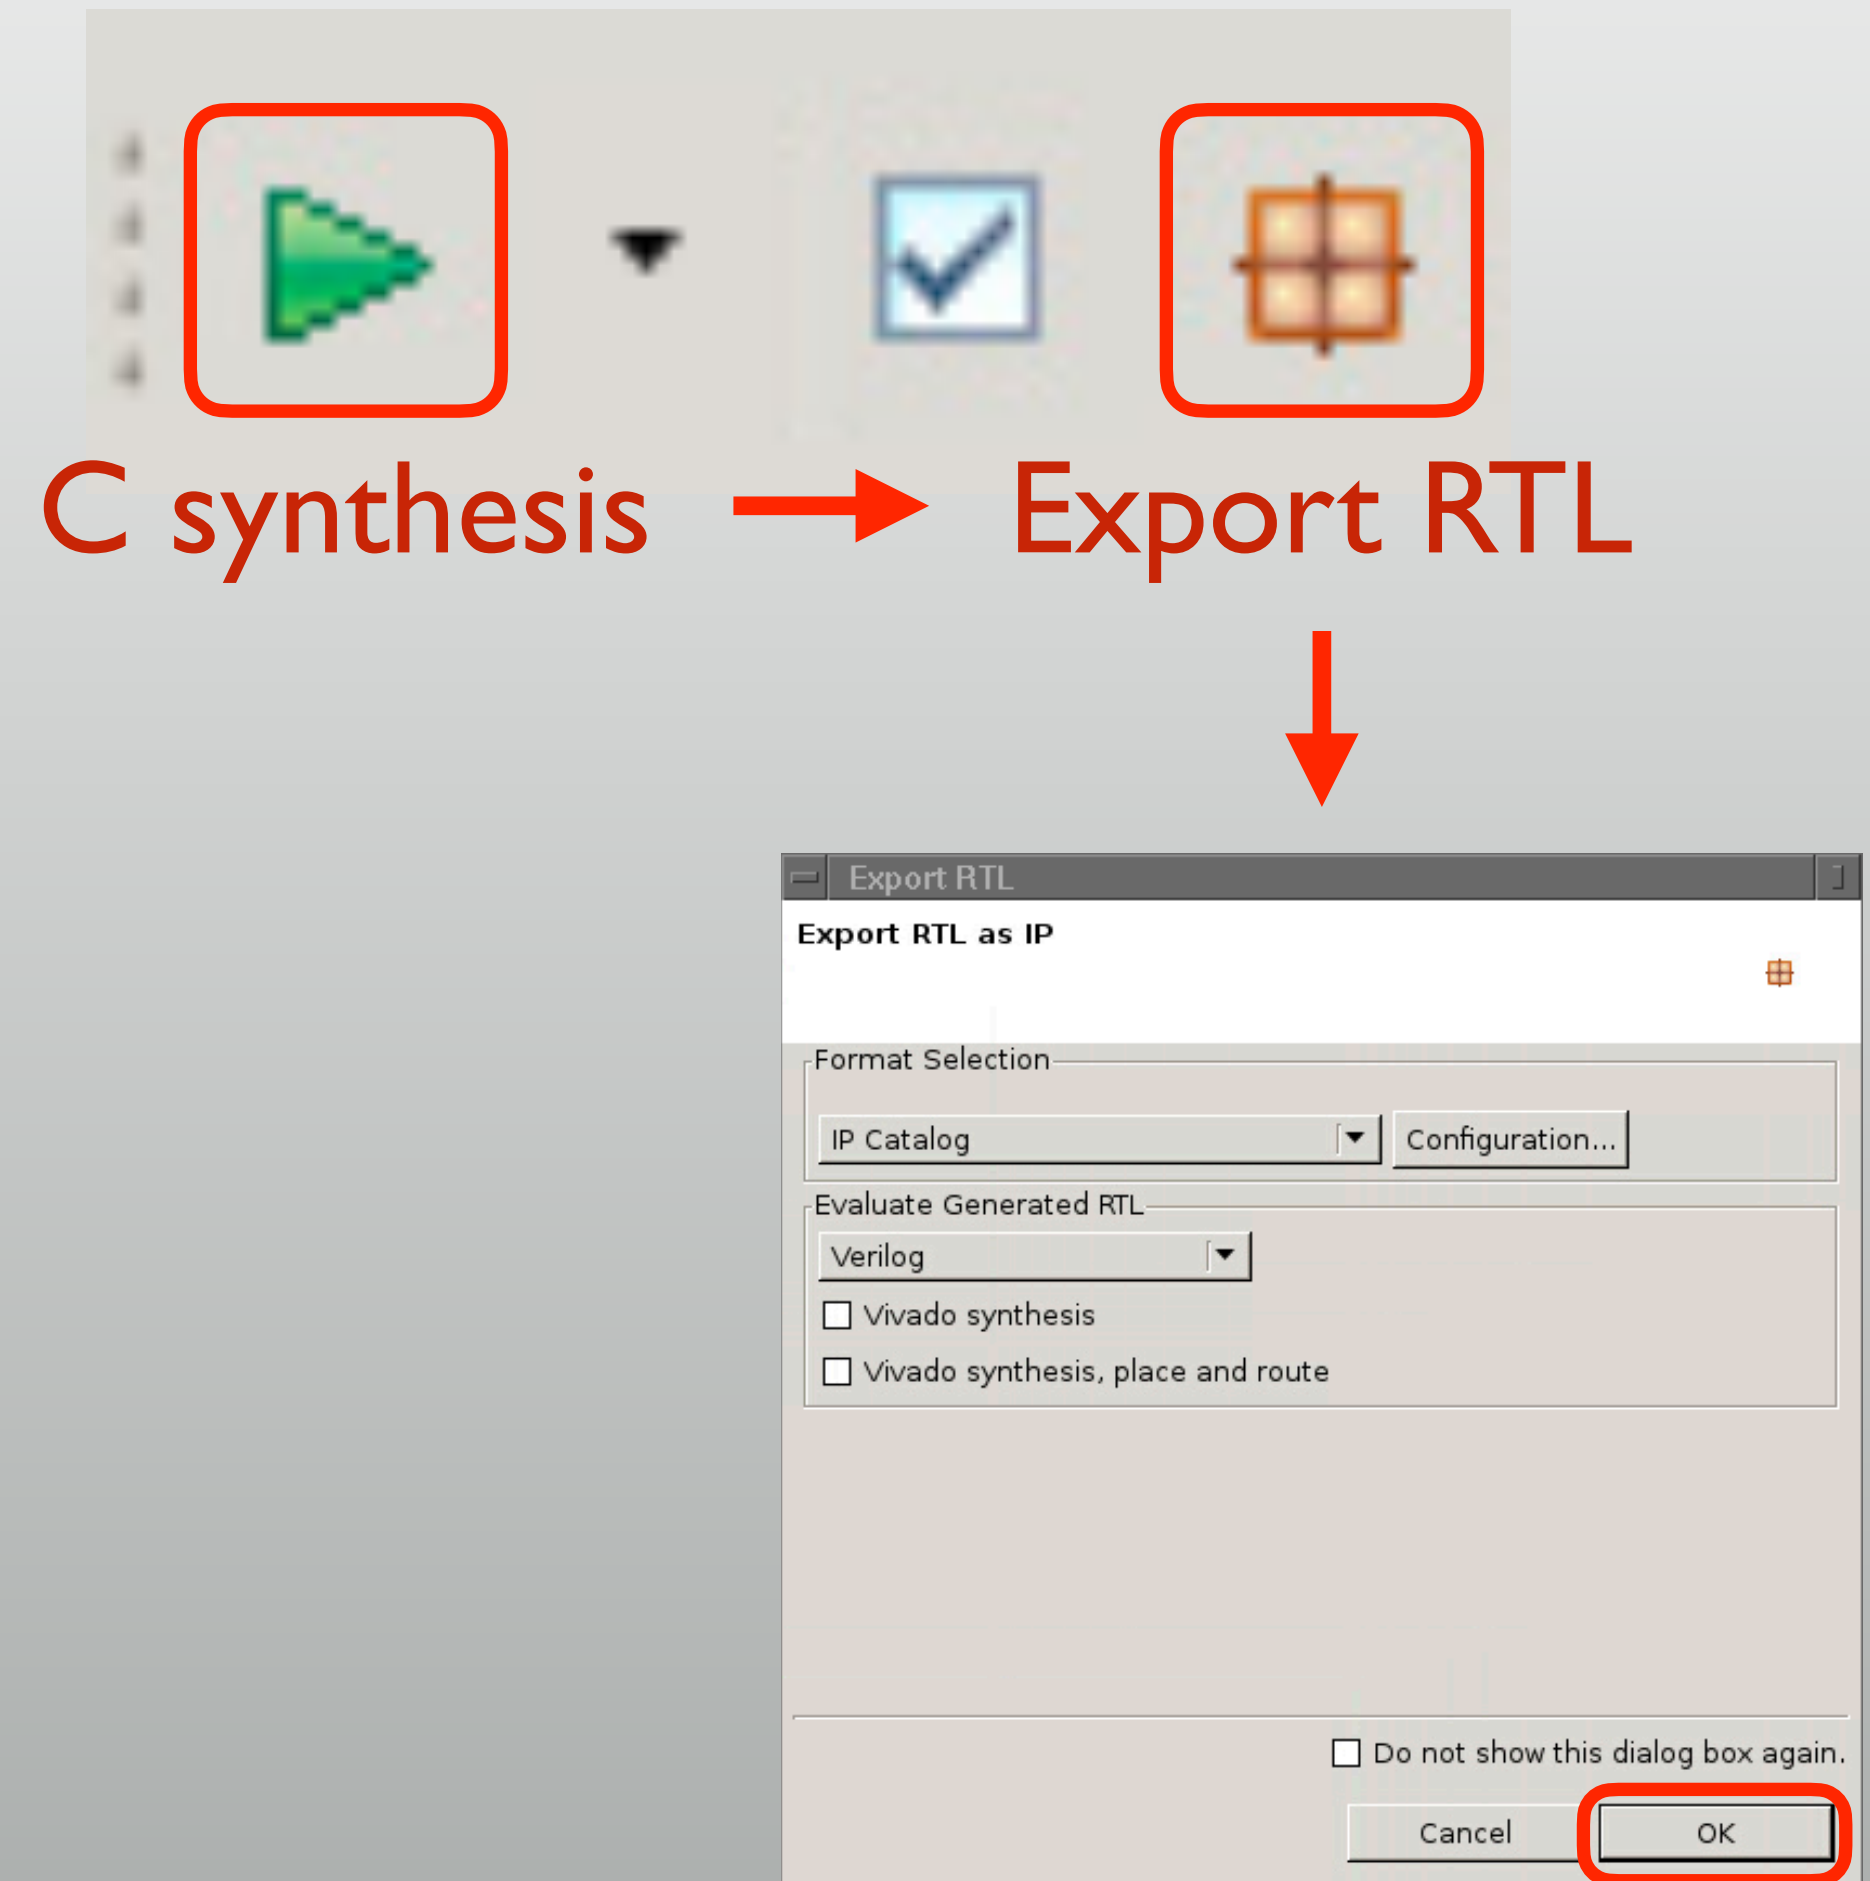 C synthesis
Export RTL
Export RTL
Export RTL as IP
Format Selection
IP Catalog
Configuration...
Evaluate Generated RTL
Verilog
Vivado synthesis
Vivado synthesis, place and route
Do not show this dialog box again.
Cancel
OK